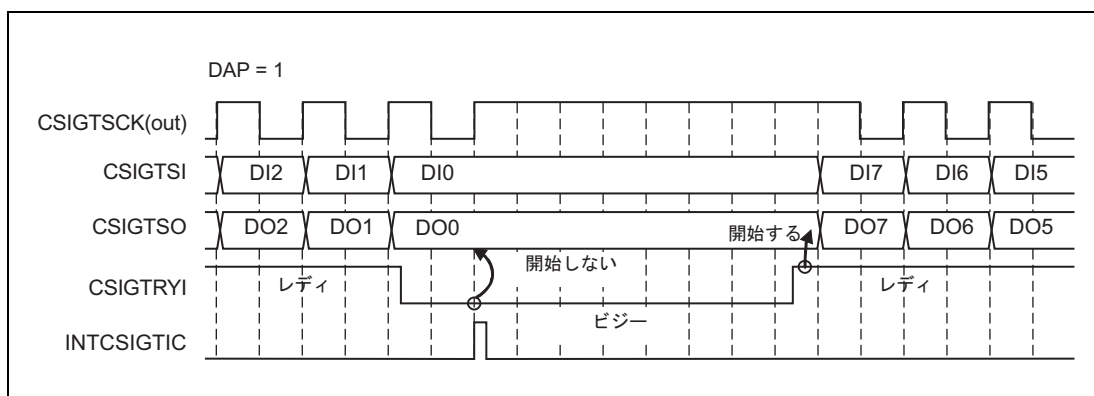 DAP = 1
CSIGTSCK(out)
CSIGTSI DI2 DI1 DI0 DI7 DI6 DI5
CSIGTSO DO2 DO1 DO0 開始する DO7 DO6 DO5
開始しない
CSIGTRYI レディ ビジー レディ
INTCSIGTIC